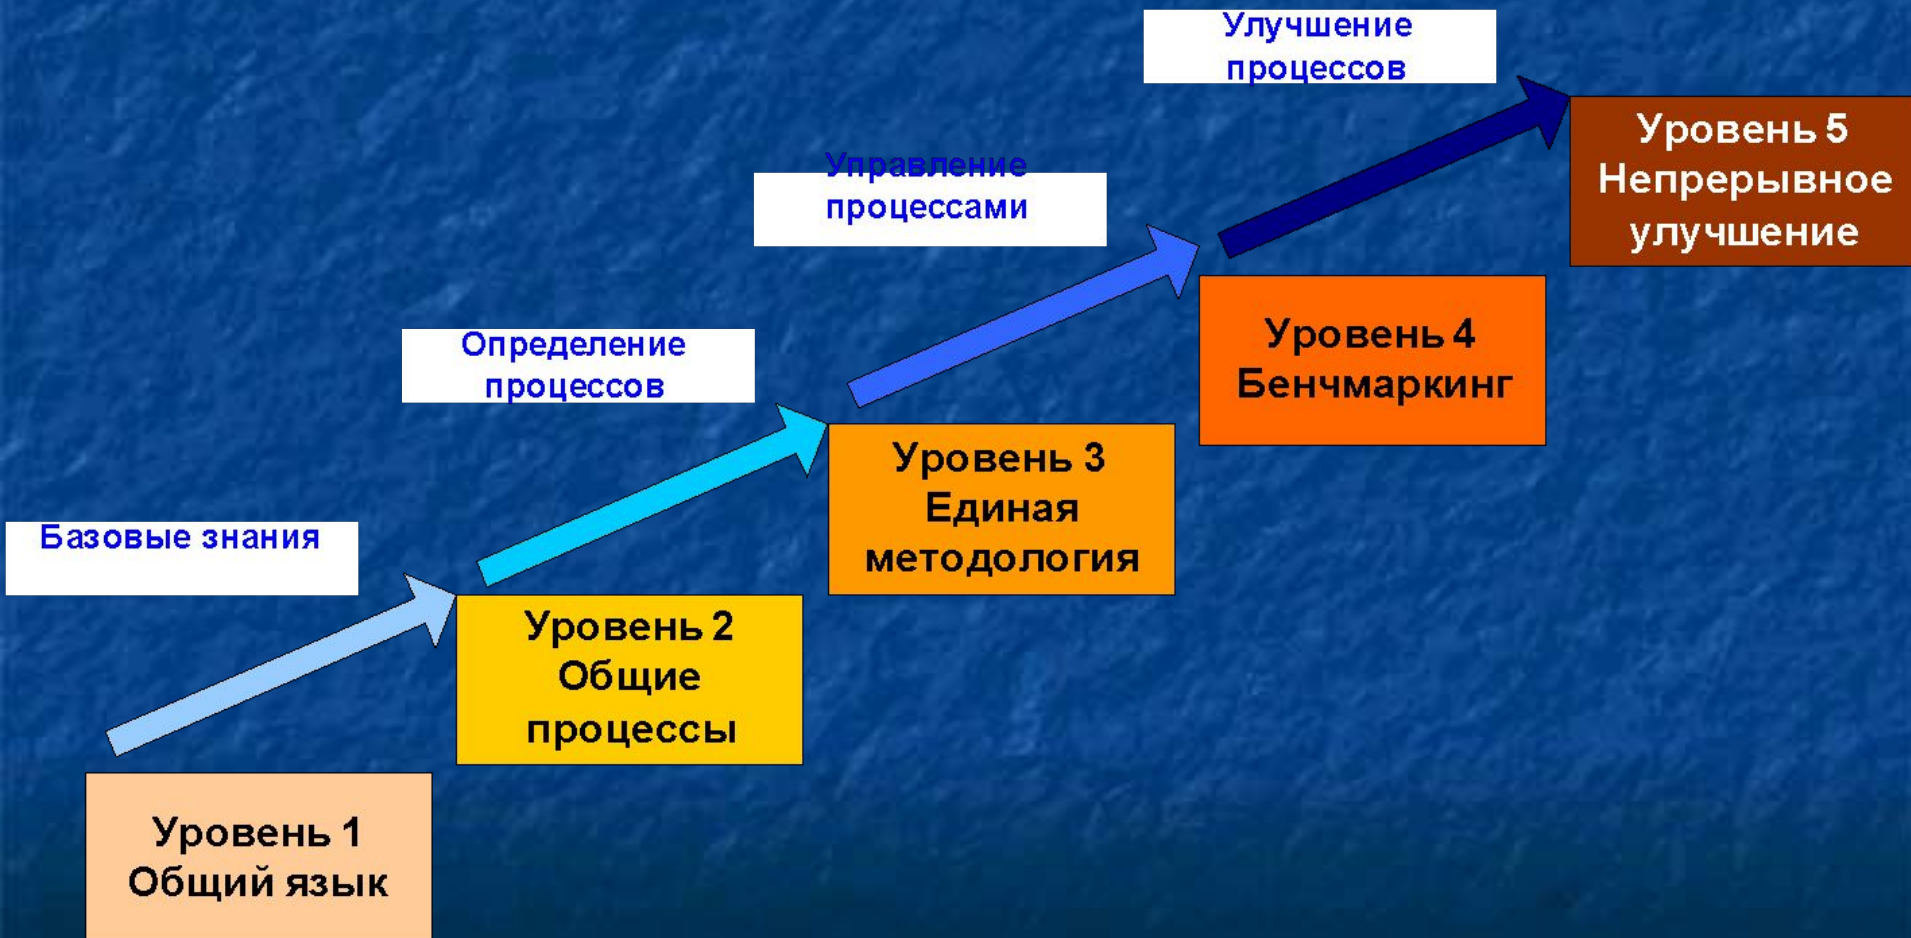 Улучшение
процессов
Уровень 5
Непрерывное
улучшение
Управление
процессами
Уровень 4
Бенчмаркинг
Определение
процессов
Уровень 3
Единая
методология
Базовые знания
Уровень 2
Общие
процессы
Уровень 1
Общий язык